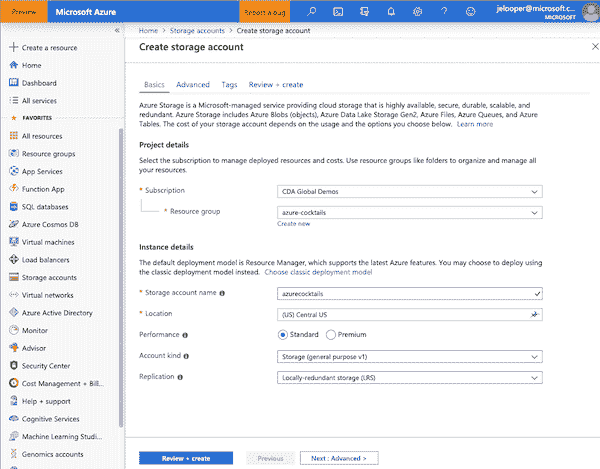 Preview
Microsoft Azure
Report a bug
jelooper@microsoft.c...
MICROSOFT
Create a resource
Home
Dashboard
All services
FAVORITES
All resources
Resource groups
App Services
Function App
SQL databases
Azure Cosmos DB
Virtual machines
Load balancers
Storage accounts
Virtual networks
Azure Active Directory
Monitor
Advisor
Security Center
Cost Management + Bill...
Help + support
Cognitive Services
Machine Learning Studi...
Genomics accounts
Home > Storage accounts > Create storage account
Create storage account
Basics Advanced Tags Review + create
Azure Storage is a Microsoft-managed service providing cloud storage that is highly available, secure, durable, scalable, and
redundant. Azure Storage includes Azure Blobs (objects), Azure Data Lake Storage Gen2, Azure Files, Azure Queues, and Azure
Tables. The cost of your storage account depends on the usage and the options you choose below. Learn more
Project details
Select the subscription to manage deployed resources and costs. Use resource groups like folders to organize and manage all
your resources.
* Subscription CDA Global Demos
* Resource group azure-cocktails
Create new
Instance details
The default deployment model is Resource Manager, which supports the latest Azure features. You may choose to deploy using
the classic deployment model instead. Choose classic deployment model
* Storage account name azurecocktails
* Location (US) Central US
Performance Standard Premium
Account kind Storage (general purpose v1)
Replication Locally-redundant storage (LRS)
Review + create Previous Next : Advanced >